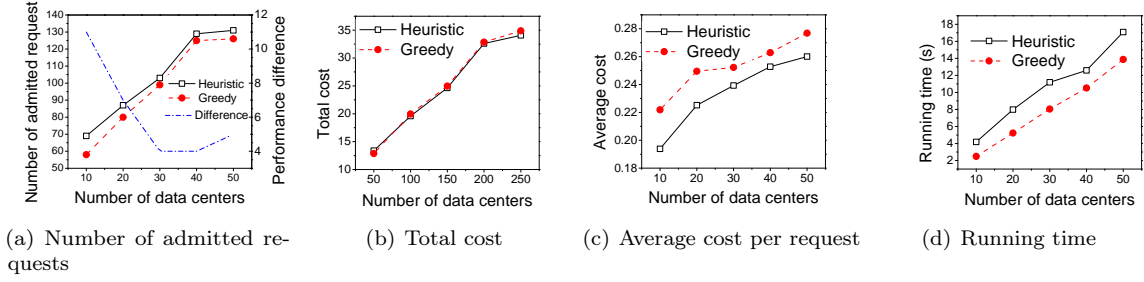 Number of admitted request
140
130
120
110
100
90
80
70
60
50
10 20 30 40 50
Number of data centers
12
10
8
6
4
Performance difference
Heuristic
Greedy
Difference
(a) Number of admitted re-
quests
Total cost
35
30
25
20
15
10
50 100 150 200 250
Number of data centers
Heuristic
Greedy
(b) Total cost
Average cost
0.28
0.26
0.24
0.22
0.20
0.18
10 20 30 40 50
Number of data centers
Heuristic
Greedy
(c) Average cost per request
Running time (s)
18
16
14
12
10
8
6
4
2
10 20 30 40 50
Number of data centers
Heuristic
Greedy
(d) Running time